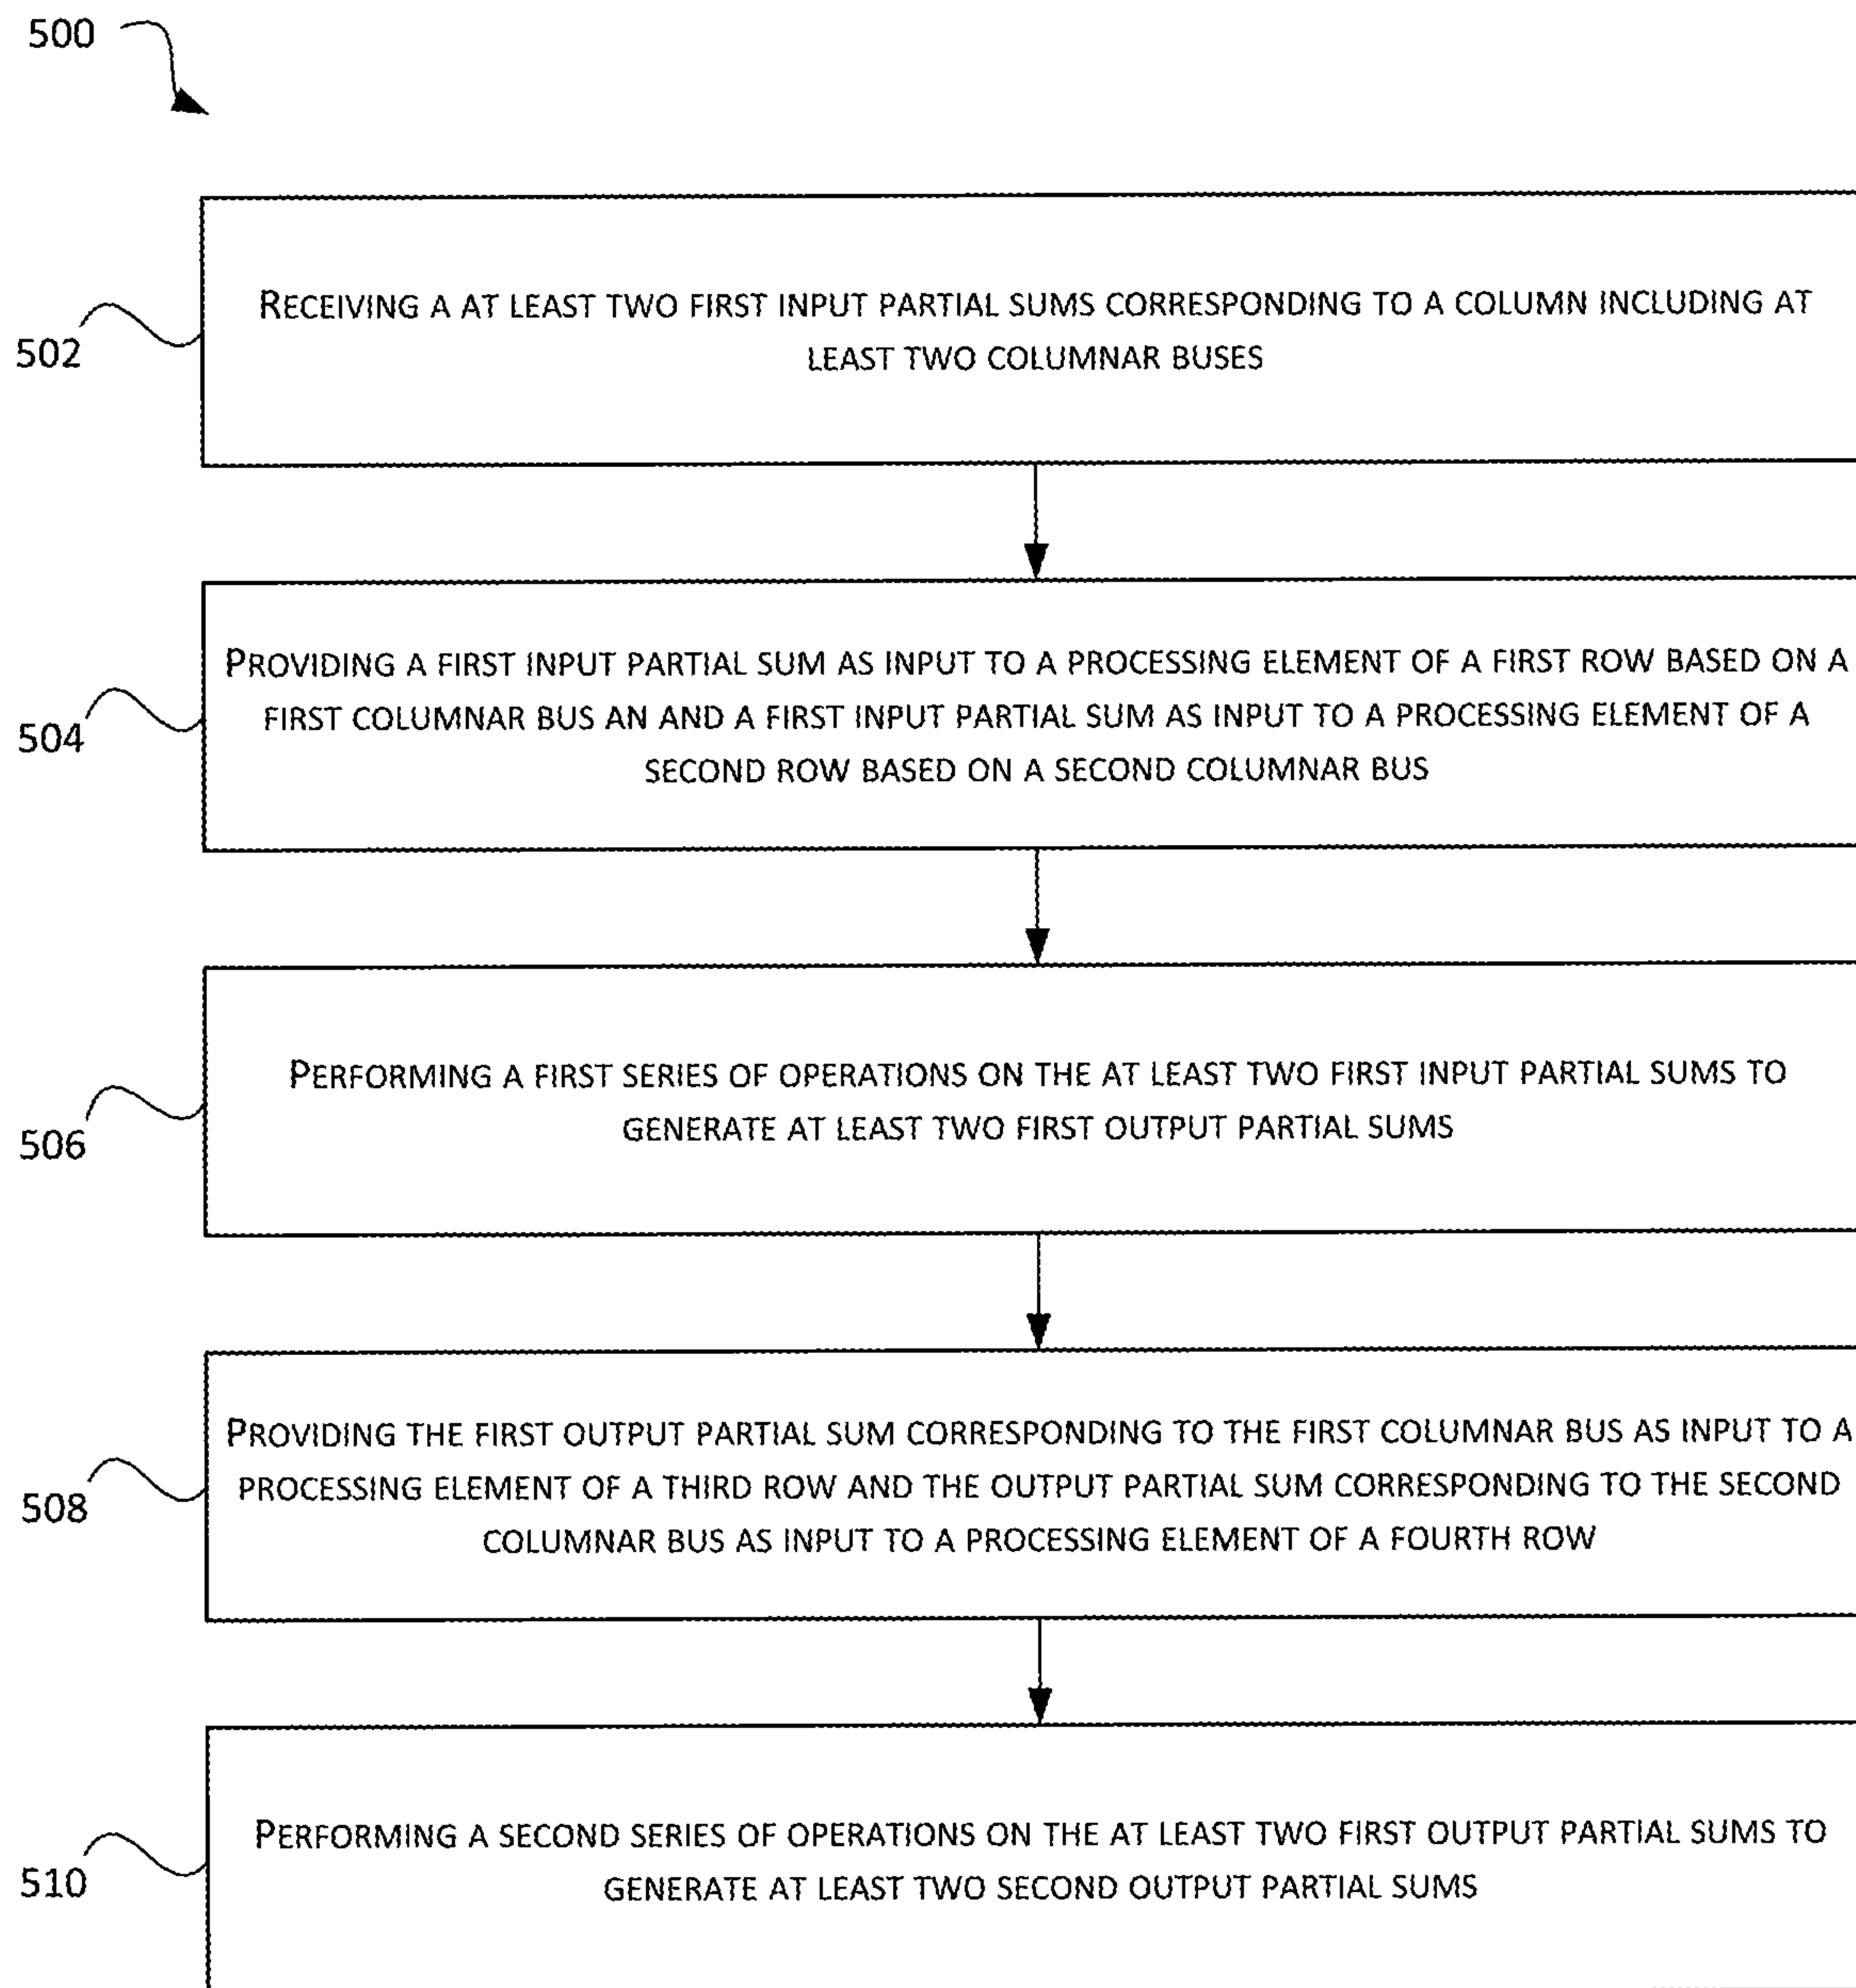 500
RECEIVING A AT LEAST TWO FIRST INPUT PARTIAL SUMS CORRESPONDING TO A COLUMN INCLUDING AT
LEAST TWO COLUMNAR BUSES
502
PROVIDING A FIRST INPUT PARTIAL SUM AS INPUT TO A PROCESSING ELEMENT OF A FIRST ROW BASED ON A
FIRST COLUMNAR BUS AN AND A FIRST INPUT PARTIAL SUM AS INPUT TO A PROCESSING ELEMENT OF A
SECOND ROW BASED ON A SECOND COLUMNAR BUS
504
PERFORMING A FIRST SERIES OF OPERATIONS ON THE AT LEAST TWO FIRST INPUT PARTIAL SUMS TO
GENERATE AT LEAST TWO FIRST OUTPUT PARTIAL SUMS
506
PROVIDING THE FIRST OUTPUT PARTIAL SUM CORRESPONDING TO THE FIRST COLUMNAR BUS AS INPUT TO A
PROCESSING ELEMENT OF A THIRD ROW AND THE OUTPUT PARTIAL SUM CORRESPONDING TO THE SECOND
COLUMNAR BUS AS INPUT TO A PROCESSING ELEMENT OF A FOURTH ROW
508
PERFORMING A SECOND SERIES OF OPERATIONS ON THE AT LEAST TWO FIRST OUTPUT PARTIAL SUMS TO
GENERATE AT LEAST TWO SECOND OUTPUT PARTIAL SUMS
510